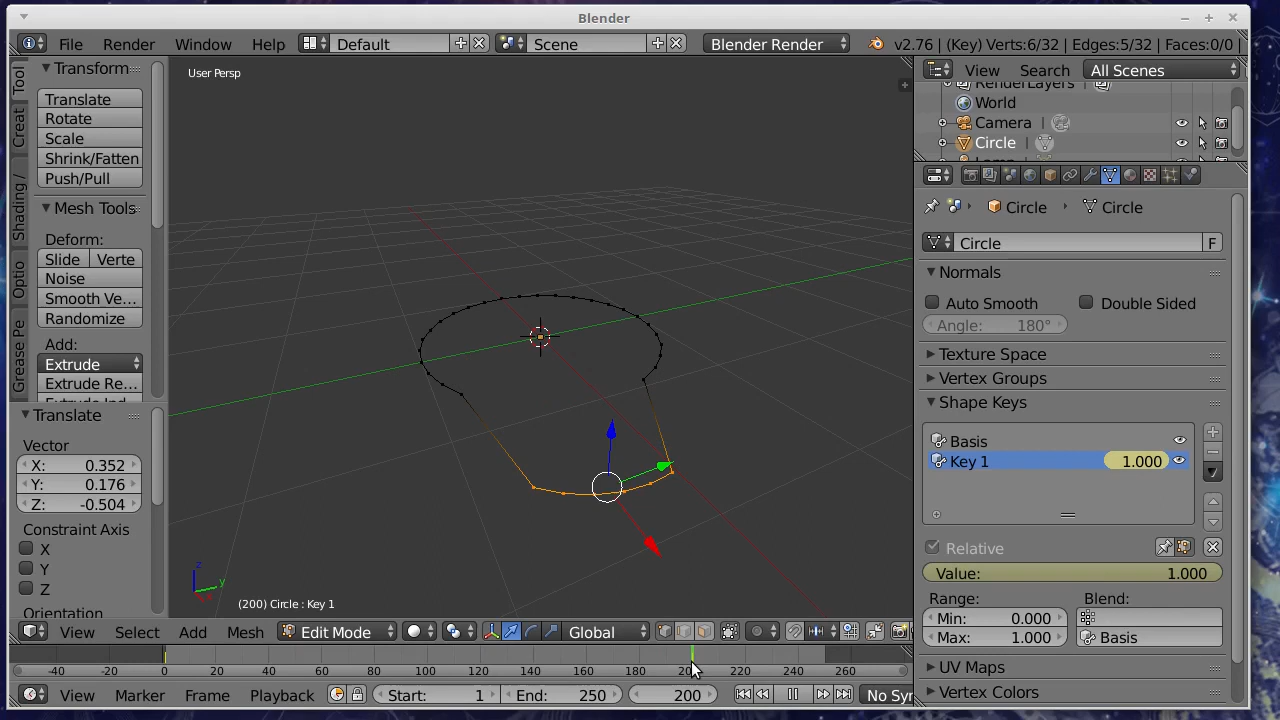 Blender
File Render Window Help Default Scene Blender Render v2.76 | (Key) Verts:6/32 | Edges:5/32 | Faces:0/0 |
Tool
Creat
Shading /
Optio
Grease Pe
Transform
Translate
Rotate
Scale
Shrink/Fatten
Push/Pull
Mesh Tools
Deform:
Slide Verte
Noise
Smooth Ve...
Randomize
Add:
Extrude
Extrude Re...
Translate
Vector
X: 0.352
Y: 0.176
Z: -0.504
Constraint Axis
X
Y
Z
Orientation
User Persp
z
y
(200) Circle : Key 1
View Select Add Mesh Edit Mode Global
-40 -20 0 20 40 60 80 100 120 140 160 180 200 220 240 260
View Marker Frame Playback Start: 1 End: 250 200 No Syn
View Search All Scenes
RenderLayers
World
Camera
Circle
Circle Circle
Circle F
Normals
Auto Smooth Double Sided
Angle: 180°
Texture Space
Vertex Groups
Shape Keys
Basis
Key 1 1.000
Relative
Value: 1.000
Range: Blend:
Min: 0.000
Max: 1.000 Basis
UV Maps
Vertex Colors